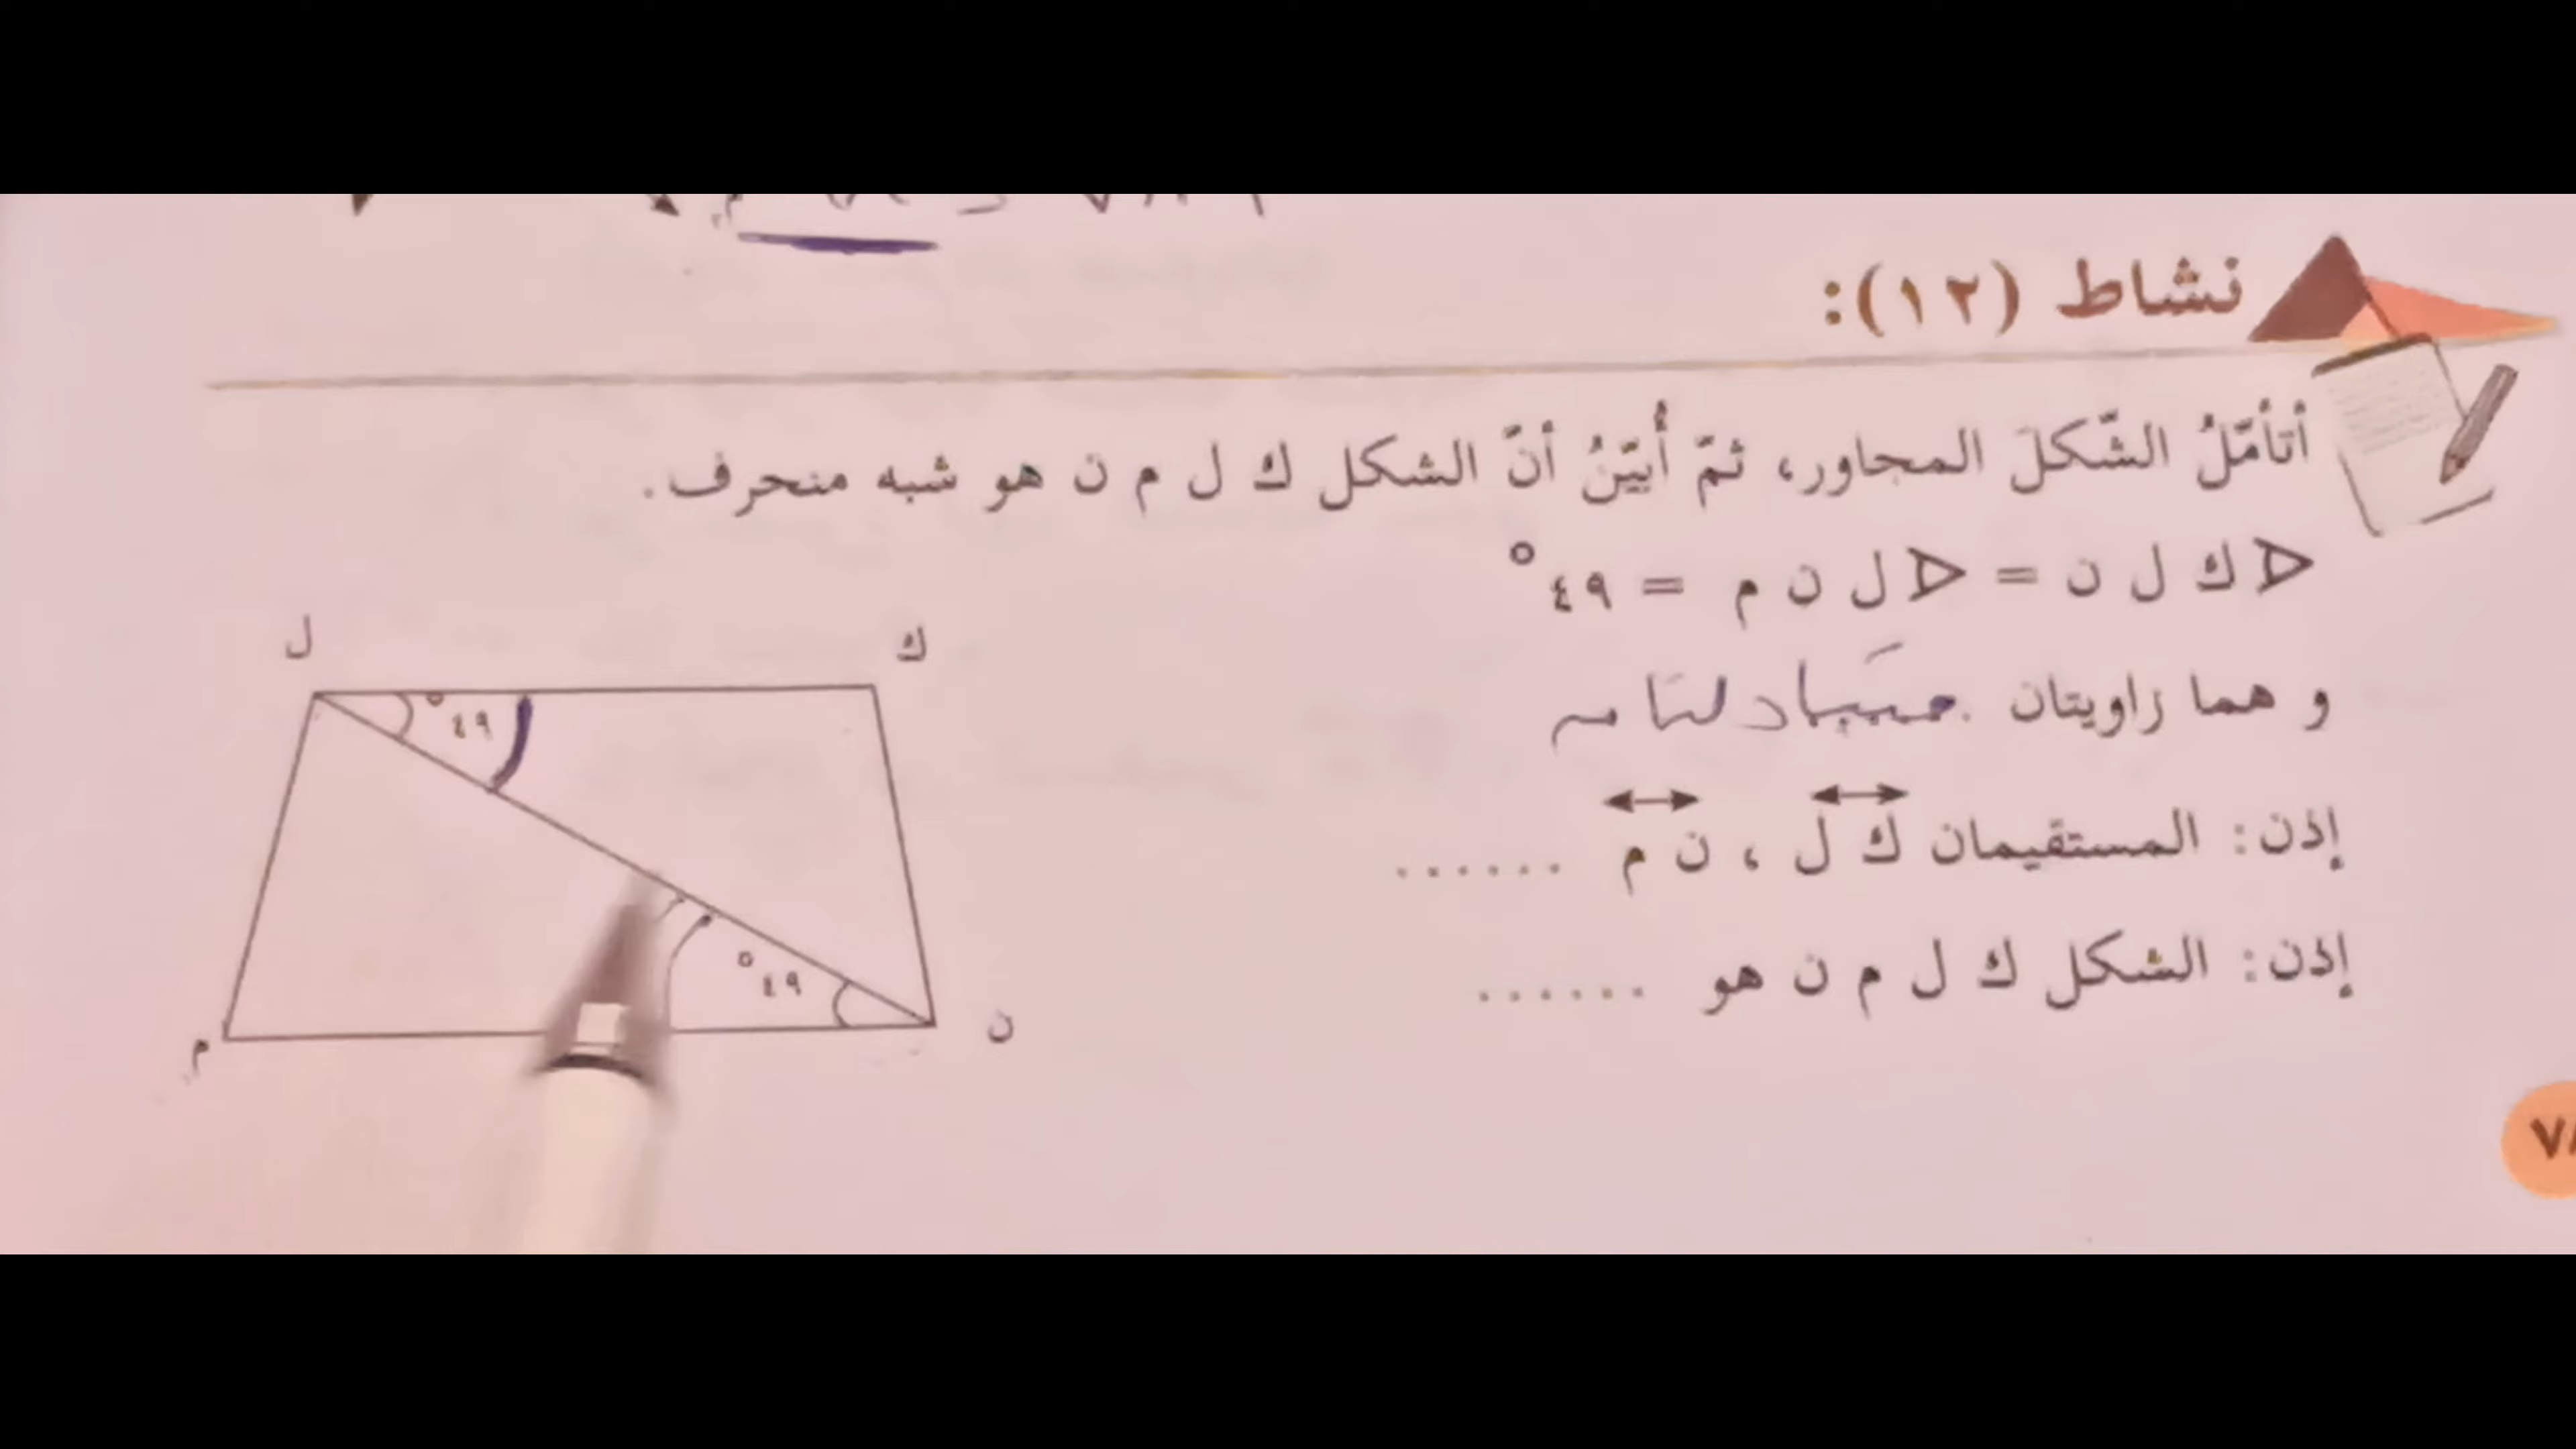 نشاط (١٢):
أتأمّلُ الشّكلَ المجاور، ثمّ أُبيّنُ أنّ الشكل ك ل م ن هو شبه منحرف.
ᐊ ك ل ن = ᐊ ل ن م = ٤٩°
و هما زاويتان متبادلتان
إذن: المستقيمان ك ل ، ن م ......
إذن: الشكل ك ل م ن هو ......
ل
ك
٤٩°
٤٩°
م
ن